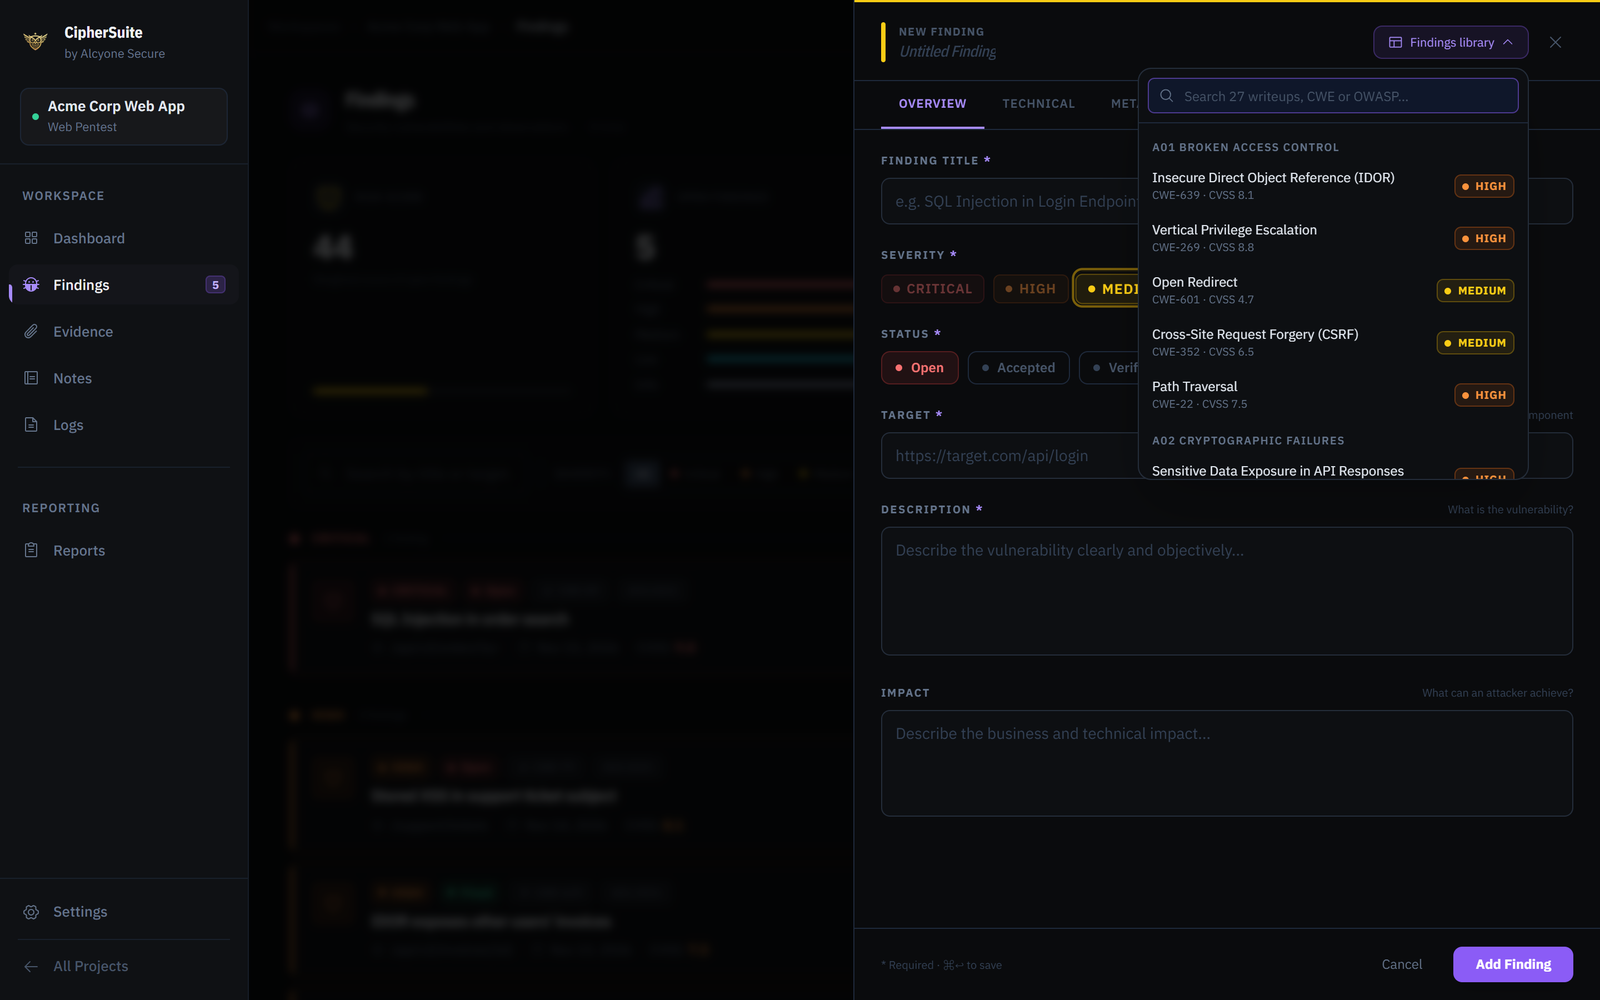 CipherSuite
by Alcyone Secure
Acme Corp Web App
Web Pentest
WORKSPACE
Dashboard
Findings 5
Evidence
Notes
Logs
REPORTING
Reports
Settings
All Projects
Findings
44
5
NEW FINDING
Untitled Finding
Findings library
OVERVIEW TECHNICAL MET
Search 27 writeups, CWE or OWASP...
A01 BROKEN ACCESS CONTROL
Insecure Direct Object Reference (IDOR) HIGH
CWE-639 · CVSS 8.1
Vertical Privilege Escalation HIGH
CWE-269 · CVSS 8.8
Open Redirect MEDIUM
CWE-601 · CVSS 4.7
Cross-Site Request Forgery (CSRF) MEDIUM
CWE-352 · CVSS 6.5
Path Traversal HIGH
CWE-22 · CVSS 7.5
A02 CRYPTOGRAPHIC FAILURES
Sensitive Data Exposure in API Responses HIGH
FINDING TITLE *
e.g. SQL Injection in Login Endpoint
SEVERITY *
CRITICAL HIGH MEDI
STATUS *
Open Accepted Verif
TARGET * mponent
https://target.com/api/login
DESCRIPTION * What is the vulnerability?
Describe the vulnerability clearly and objectively...
IMPACT What can an attacker achieve?
Describe the business and technical impact...
* Required · ⌘↩ to save
Cancel
Add Finding